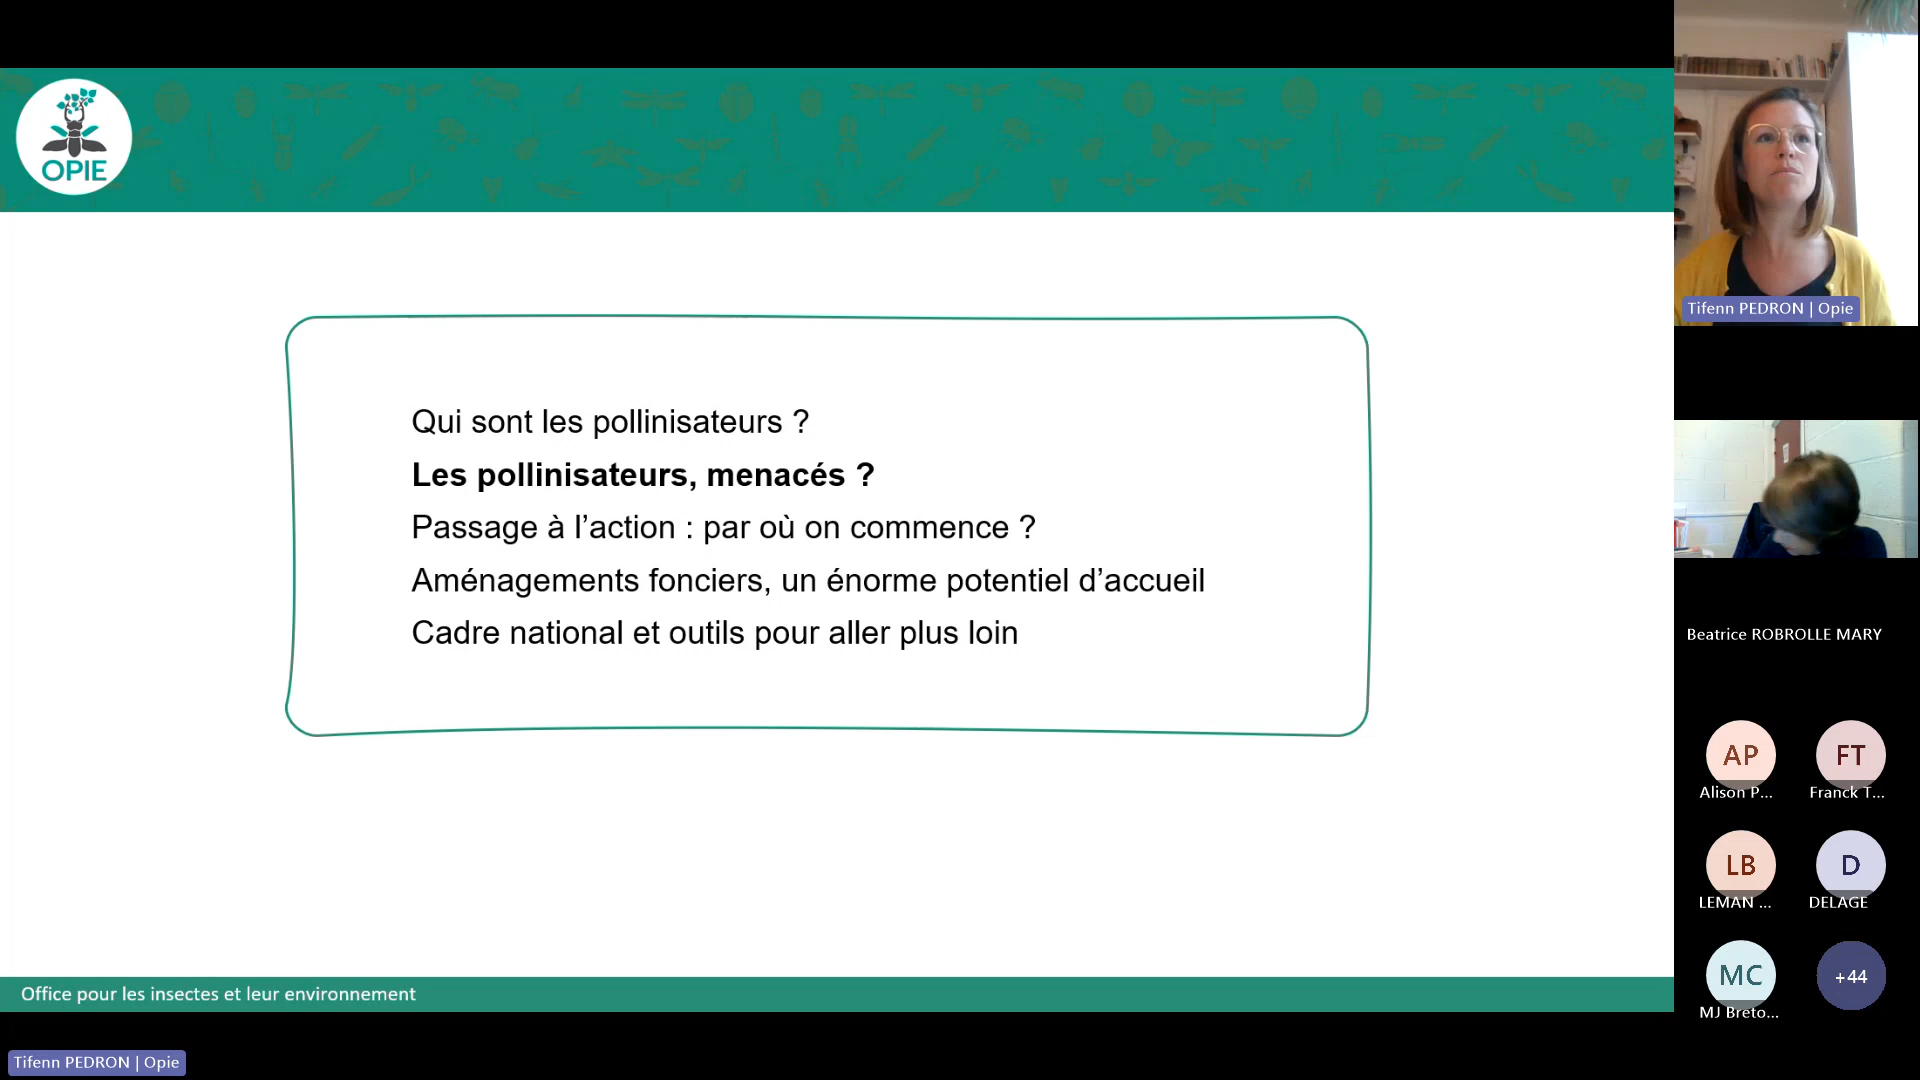 OPIE
Qui sont les pollinisateurs ?
Les pollinisateurs, menacés ?
Passage à l’action : par où on commence ?
Aménagements fonciers, un énorme potentiel d’accueil
Cadre national et outils pour aller plus loin
Office pour les insectes et leur environnement
Tifenn PEDRON | Opie
Tifenn PEDRON | Opie
Beatrice ROBROLLE MARY
AP
Alison P...
FT
Franck T...
LB
LEMAN ...
D
DELAGE
MC
MJ Breto...
+44